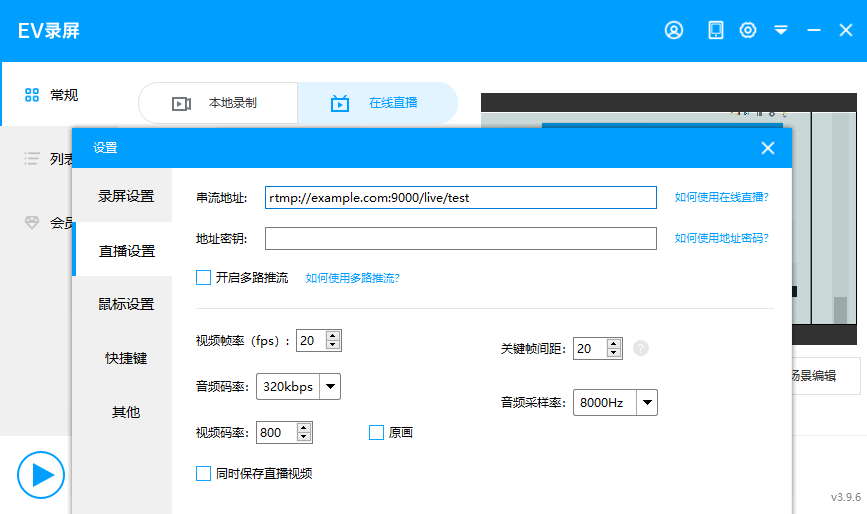 EV录屏
常规
本地录制
在线直播
列表
会员
设置
录屏设置
直播设置
鼠标设置
快捷键
其他
串流地址: rtmp://example.com:9000/live/test 如何使用在线直播?
地址密钥: 如何使用地址密码?
开启多路推流 如何使用多路推流?
视频帧率（fps）: 20 关键帧间距: 20
音频码率: 320kbps 音频采样率: 8000Hz
视频码率: 800 原画
同时保存直播视频
场景编辑
v3.9.6